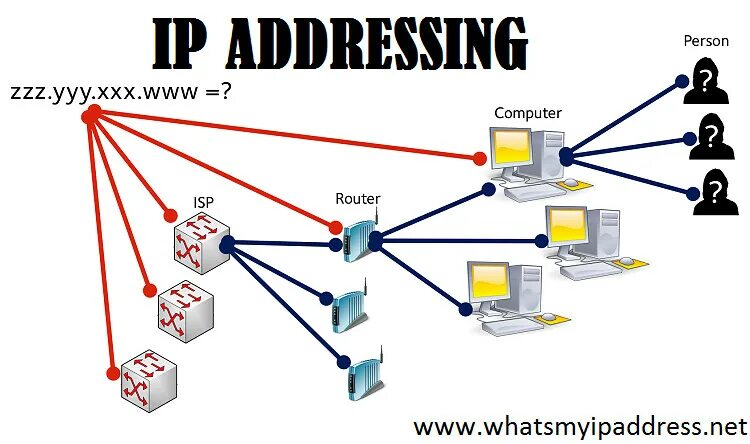 IP ADDRESSING
Person
zzz.yyy.xxx.www =?
?
Computer
?
?
ISP
Router
www.whatsmyipaddress.net